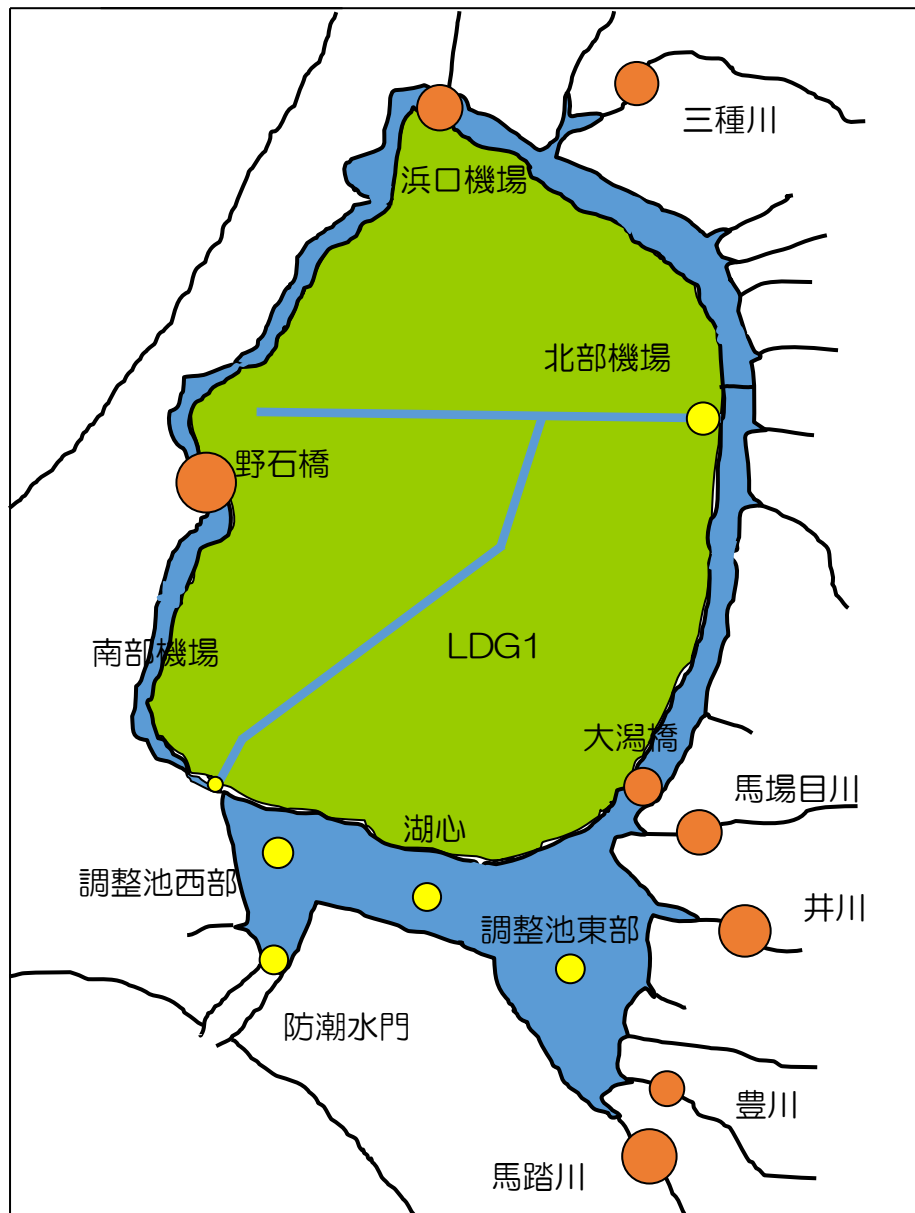 三種川
浜口機場
北部機場
野石橋
LDG1
南部機場
大潟橋
馬場目川
湖心
調整池西部
井川
調整池東部
防潮水門
豊川
馬踏川